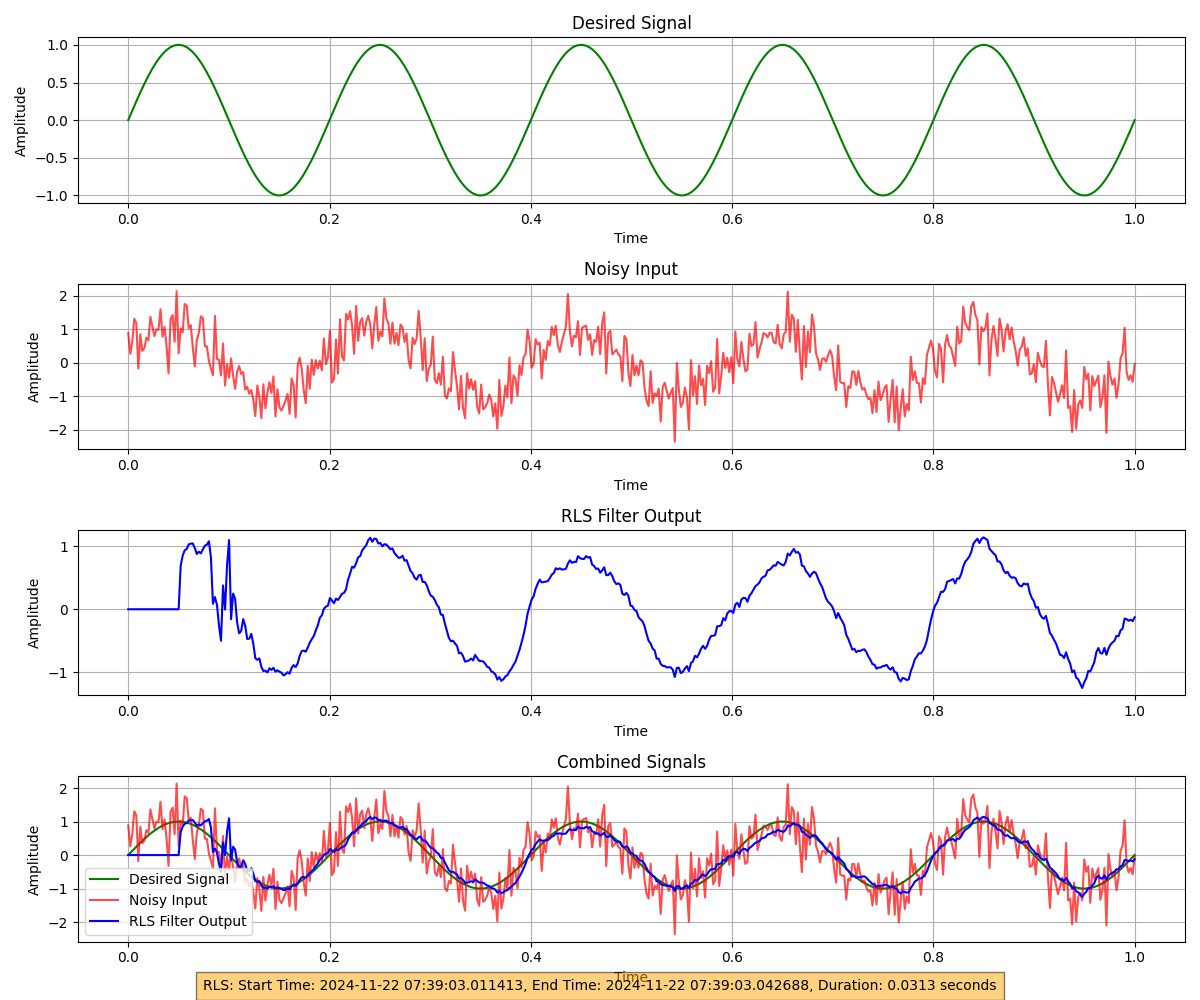 Desired Signal
1.0
0.5
0.0
−0.5
−1.0
Amplitude
0.0 0.2 0.4 0.6 0.8 1.0
Time
Noisy Input
2
1
0
−1
−2
Amplitude
0.0 0.2 0.4 0.6 0.8 1.0
Time
RLS Filter Output
1
0
−1
Amplitude
0.0 0.2 0.4 0.6 0.8 1.0
Time
Combined Signals
2
1
0
−1
−2
Amplitude
Desired Signal
Noisy Input
RLS Filter Output
0.0 0.2 0.4 0.6 0.8 1.0
Time
RLS: Start Time: 2024-11-22 07:39:03.011413, End Time: 2024-11-22 07:39:03.042688, Duration: 0.0313 seconds